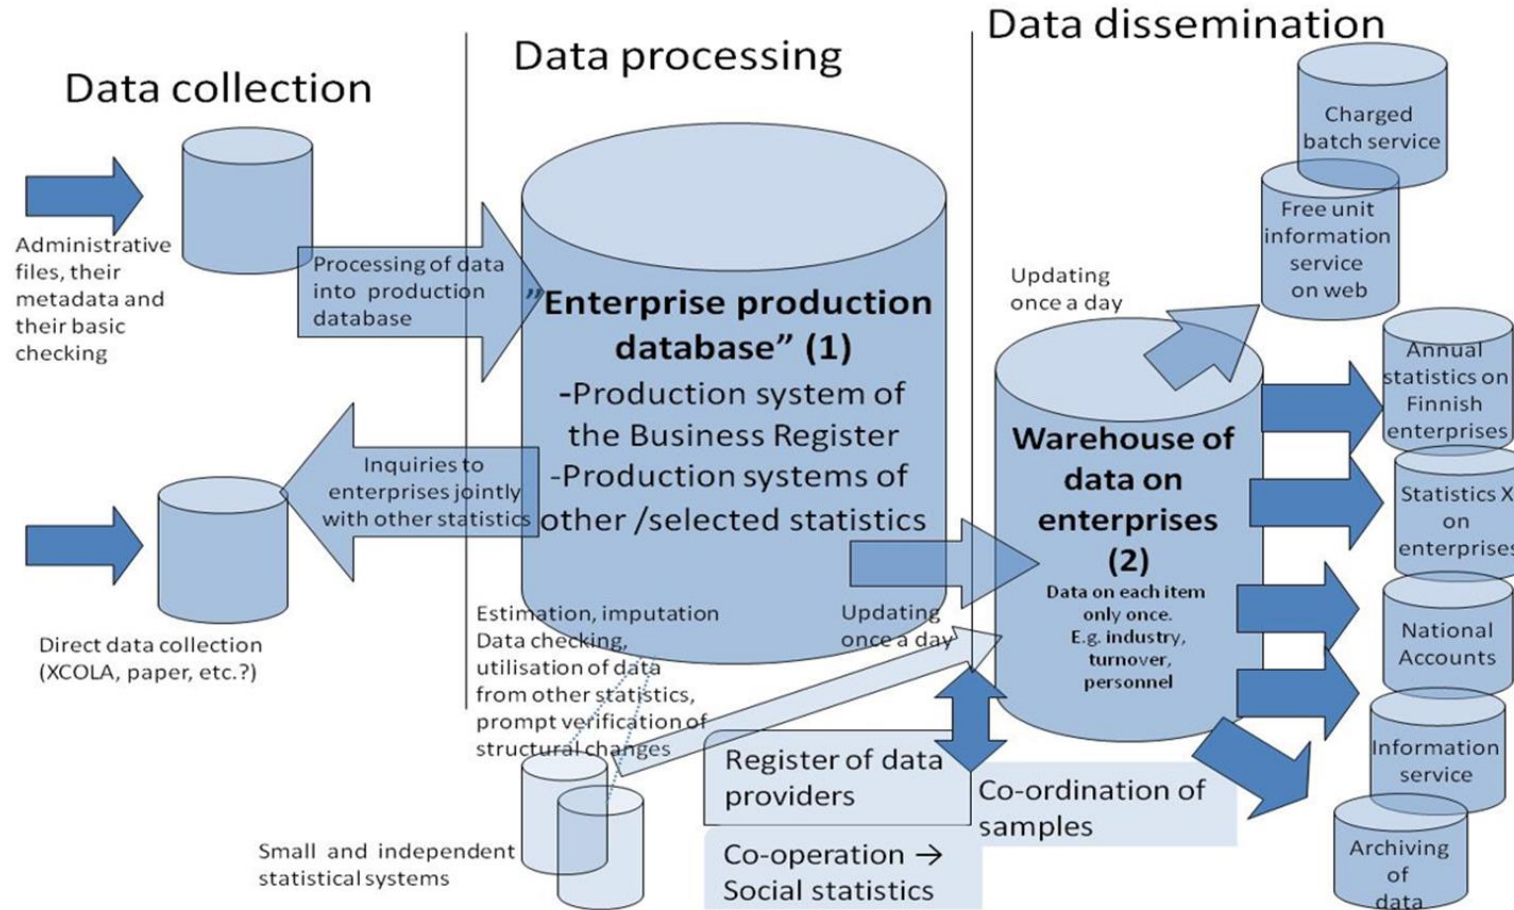 Data collection
Data processing
Data dissemination
Administrative
files, their
metadata and
their basic
checking
Processing of data
into production
database
Inquiries to
enterprises jointly
with other statistics
Direct data collection
(XCOLA, paper, etc.?)
”Enterprise production
database” (1)
-Production system of
the Business Register
-Production systems of
other /selected statistics
Estimation, imputation
Data checking,
utilisation of data
from other statistics,
prompt verification of
structural changes
Updating
once a day
Small and independent
statistical systems
Register of data
providers
Co-operation →
Social statistics
Co-ordination of
samples
Updating
once a day
Warehouse of
data on
enterprises
(2)
Data on each item
only once.
E.g. industry,
turnover,
personnel
Charged
batch service
Free unit
information
service
on web
Annual
statistics on
Finnish
enterprises
Statistics X
on
enterprises
National
Accounts
Information
service
Archiving
of
data